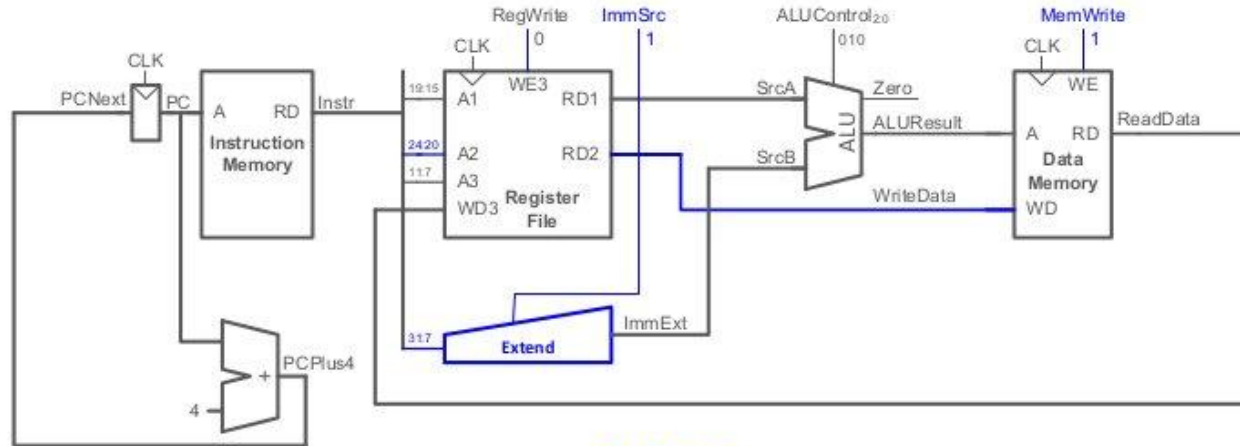 RegWrite ImmSrc ALUControl2:0 MemWrite
0 1 010 1
CLK CLK CLK
PCNext PC A RD Instr
Instruction
Memory
19:15 A1 WE3 RD1
24:20 A2 RD2
11:7 A3
WD3 Register
File
SrcA Zero
ALU ALUResult
SrcB
WriteData
WE
A RD ReadData
Data
Memory
WD
31:7 Extend ImmExt
+ PCPlus4
4